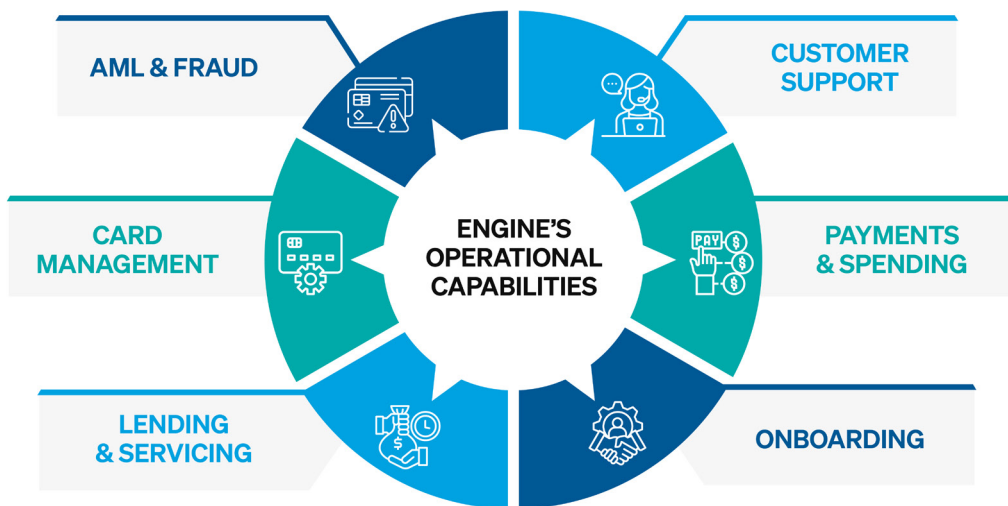 AML & FRAUD
CUSTOMER
SUPPORT
CARD
MANAGEMENT
ENGINE'S
OPERATIONAL
CAPABILITIES
PAY
$
$
$
PAYMENTS
& SPENDING
LENDING
& SERVICING
$
ONBOARDING